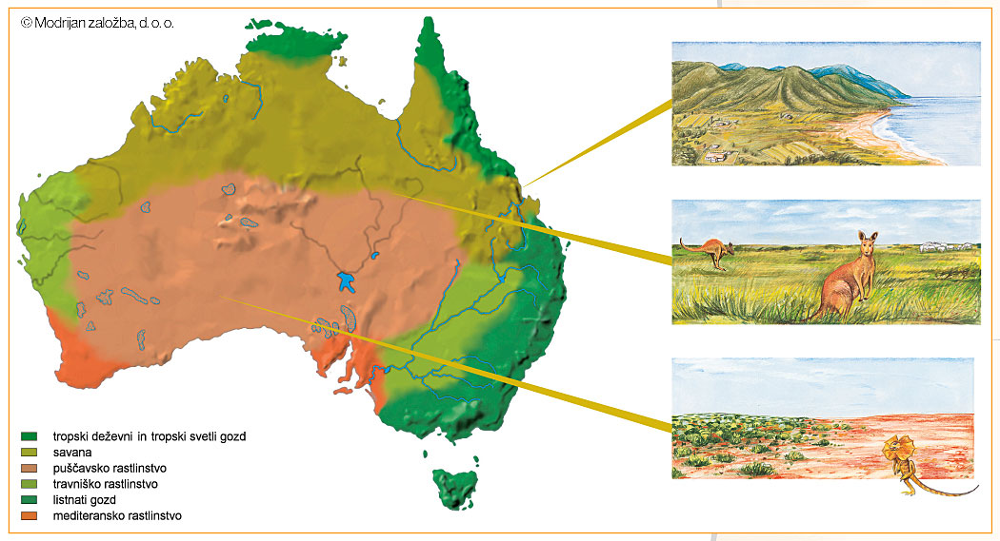 © Modrijan založba, d. o. o.
tropski deževni in tropski svetli gozd
savana
puščavsko rastlinstvo
travniško rastlinstvo
listnati gozd
mediteransko rastlinstvo